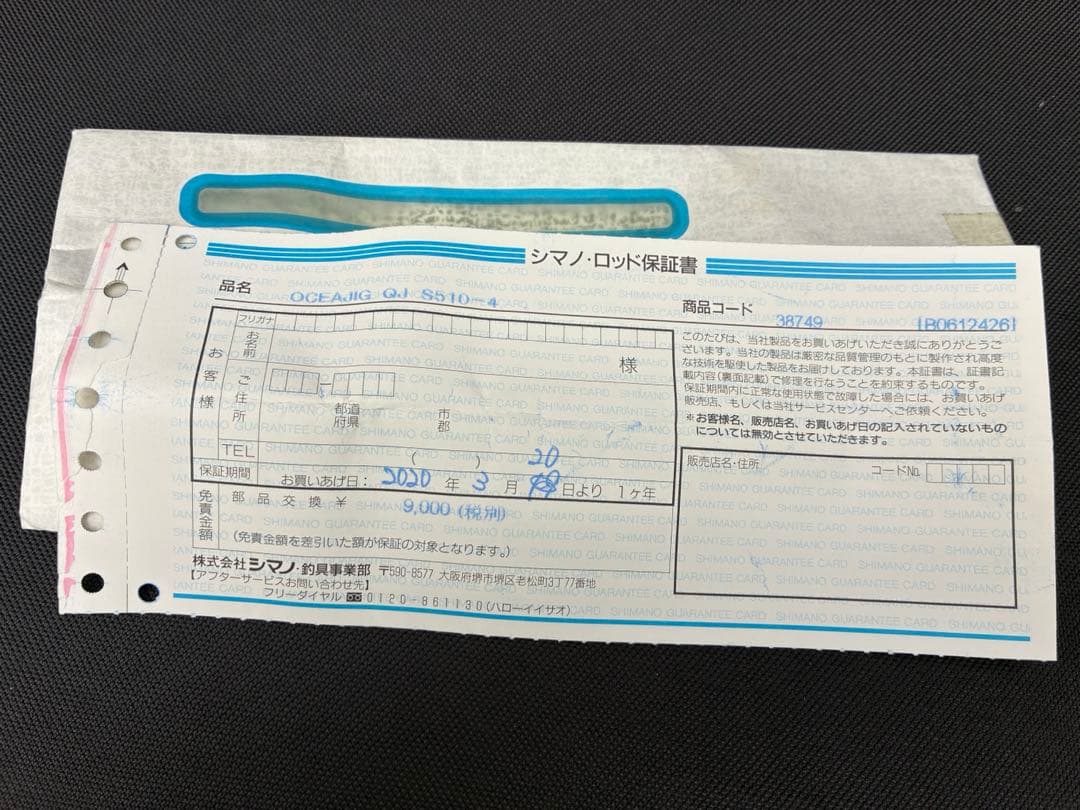 シマノ・ロッド保証書
品名 OCEAJIG QJ S510-4
商品コード 38749 [B0612426]
お客様
フリガナ
お名前 様
ご住所
都道府県 市郡
TEL ( )
保証期間 お買いあげ日: 2020 年 3 月 20 日より 1ヶ年
免責金額 部品交換 ¥ 9,000 (税別)
(免責金額を差引いた額が保証の対象となります。)
株式会社シマノ・釣具事業部 〒590-8577 大阪府堺市堺区老松町3丁77番地
【アフターサービスお問い合わせ先】
フリーダイヤル 0120-861130(ハローイイサオ)
このたびは、当社製品をお買いあげいただき誠にありがとうご
ざいます。当社の製品は厳密な品質管理のもとに製作され高度
な技術を駆使した製品をお届けしております。本証書は、証書記
載内容(裏面記載)で修理を行なうことを約束するものです。
保証期間内に正常な使用状態で故障した場合には、お買いあげ
販売店、もしくは当社サービスセンターへご依頼ください。
※お客様名、販売店名、お買いあげ日の記入されていないもの
については無効とさせていただきます。
販売店名・住所 コードNo.
SHIMANO GUARANTEE CARD